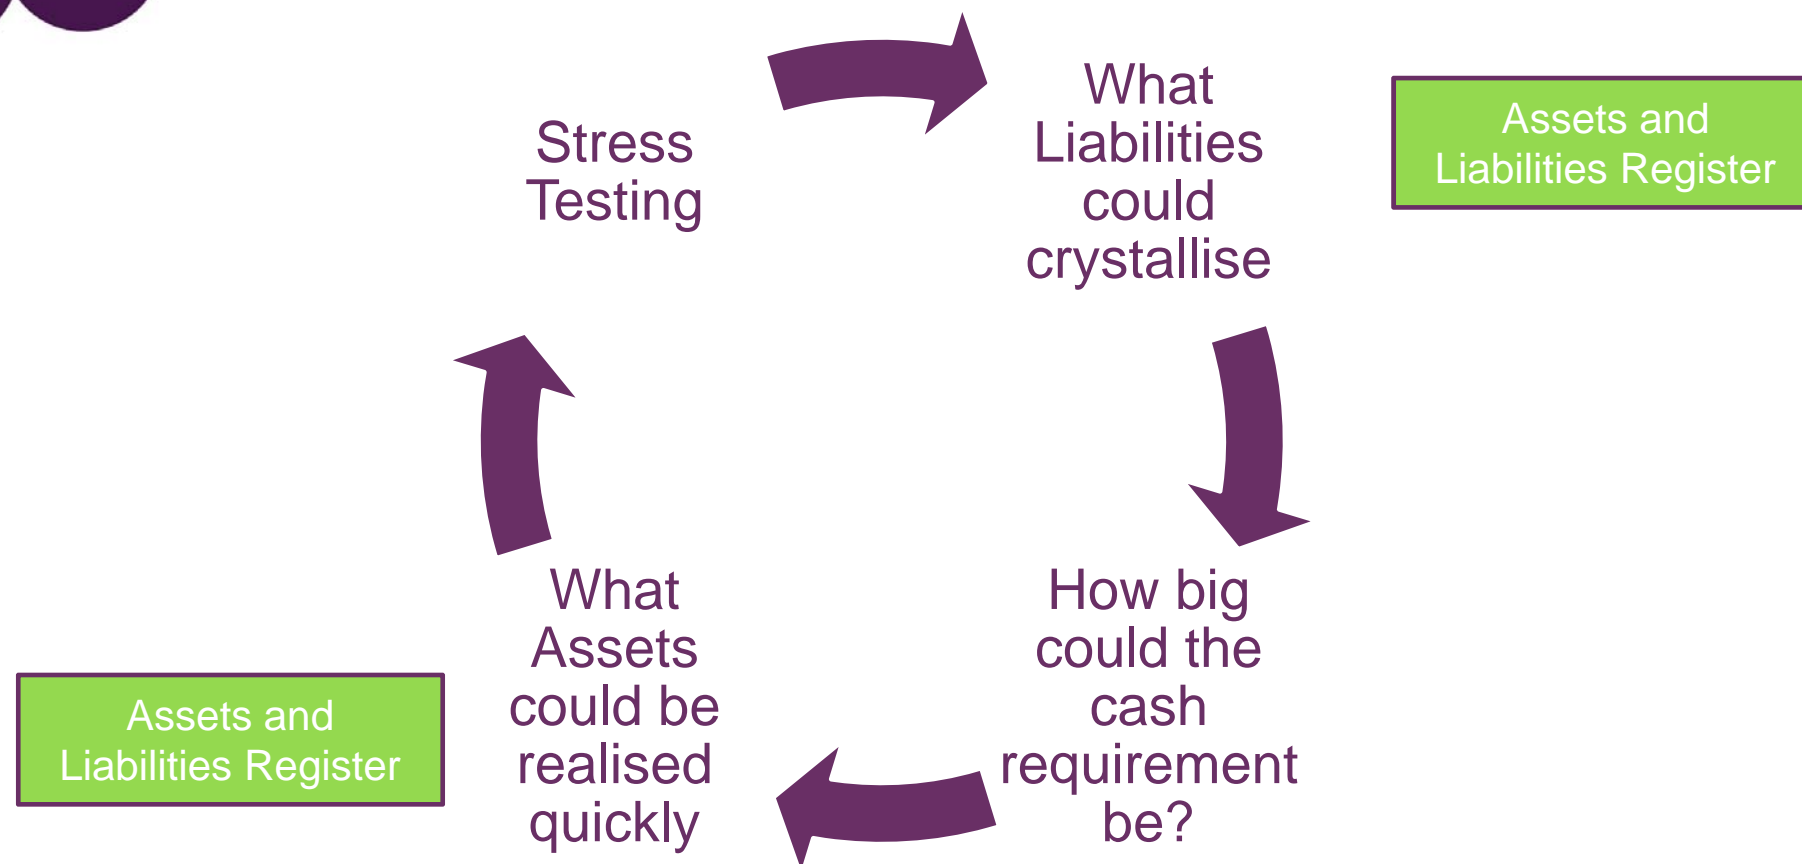 Stress
Testing
What
Liabilities
could
crystallise
Assets and
Liabilities Register
How big
could the
cash
requirement
be?
What
Assets
could be
realised
quickly
Assets and
Liabilities Register